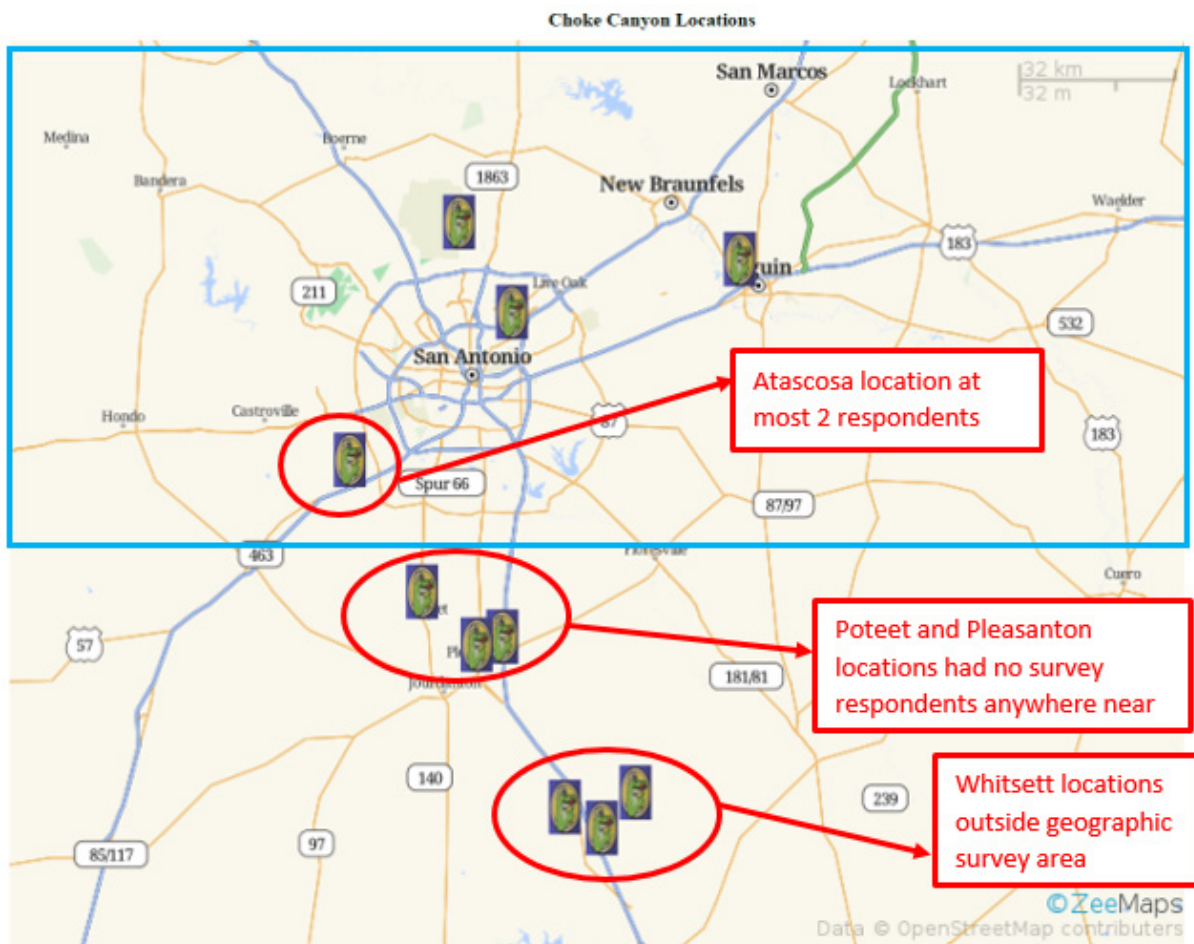 Choke Canyon Locations
San Marcos
Lockhart
32 km
32 m
Medina
Boerne
Bandera
1863
New Braunfels
Waelder
183
211
Live Oak
532
San Antonio
Atascosa location at
most 2 respondents
Hondo
Castroville
87
183
Spur 66
87/97
463
Cuero
57
Poteet and Pleasanton
locations had no survey
respondents anywhere near
181/81
140
Whitsett locations
outside geographic
survey area
239
97
85/117
©ZeeMaps
Data © OpenStreetMap contributors